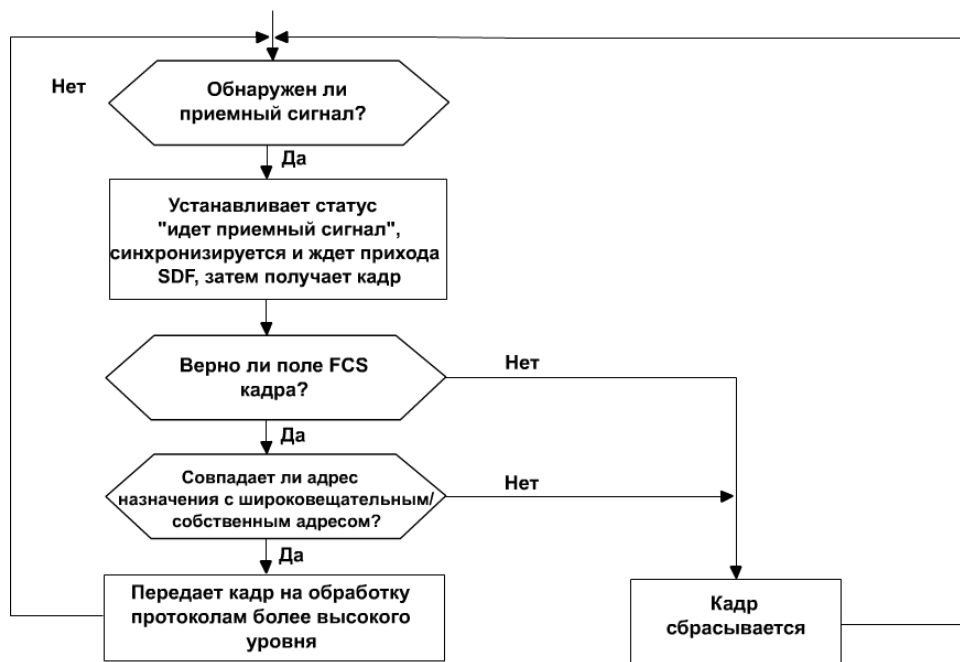 Нет
Обнаружен ли
приемный сигнал?
Да
Устанавливает статус
"идет приемный сигнал",
синхронизируется и ждет прихода
SDF, затем получает кадр
Верно ли поле FCS
кадра?
Нет
Да
Совпадает ли адрес
назначения с широковещательным/
собственным адресом?
Нет
Да
Передает кадр на обработку
протоколам более высокого
уровня
Кадр
сбрасывается